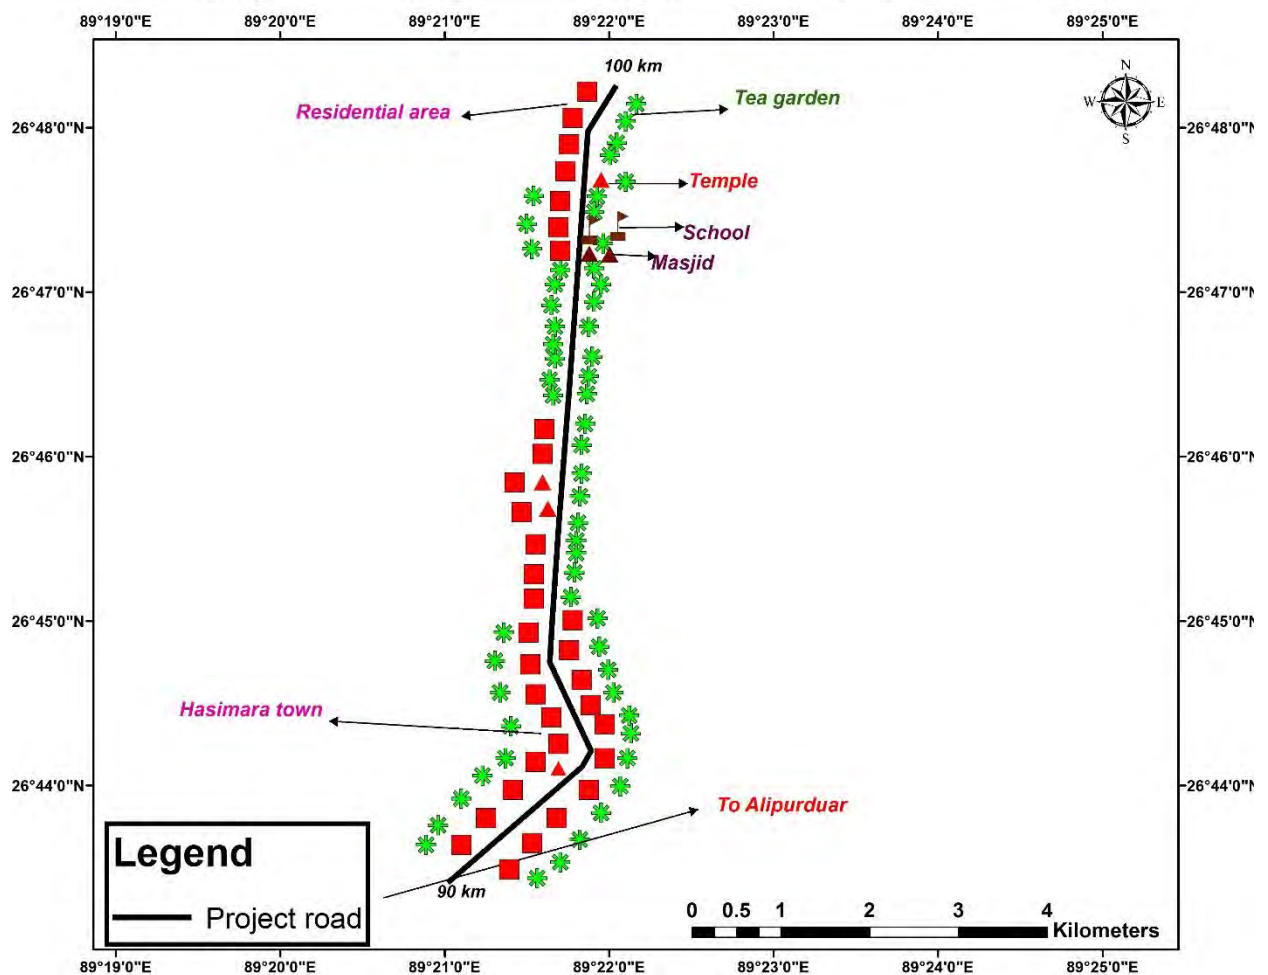 89°19'0"E 89°20'0"E 89°21'0"E 89°22'0"E 89°23'0"E 89°24'0"E 89°25'0"E
100 km
N
W E
S
Tea garden
Residential area
26°48'0"N 26°48'0"N
Temple
School
Masjid
26°47'0"N 26°47'0"N
26°46'0"N 26°46'0"N
26°45'0"N 26°45'0"N
Hasimara town
26°44'0"N 26°44'0"N
To Alipurduar
Legend
Project road
90 km
0 0.5 1 2 3 4
Kilometers
89°19'0"E 89°20'0"E 89°21'0"E 89°22'0"E 89°23'0"E 89°24'0"E 89°25'0"E